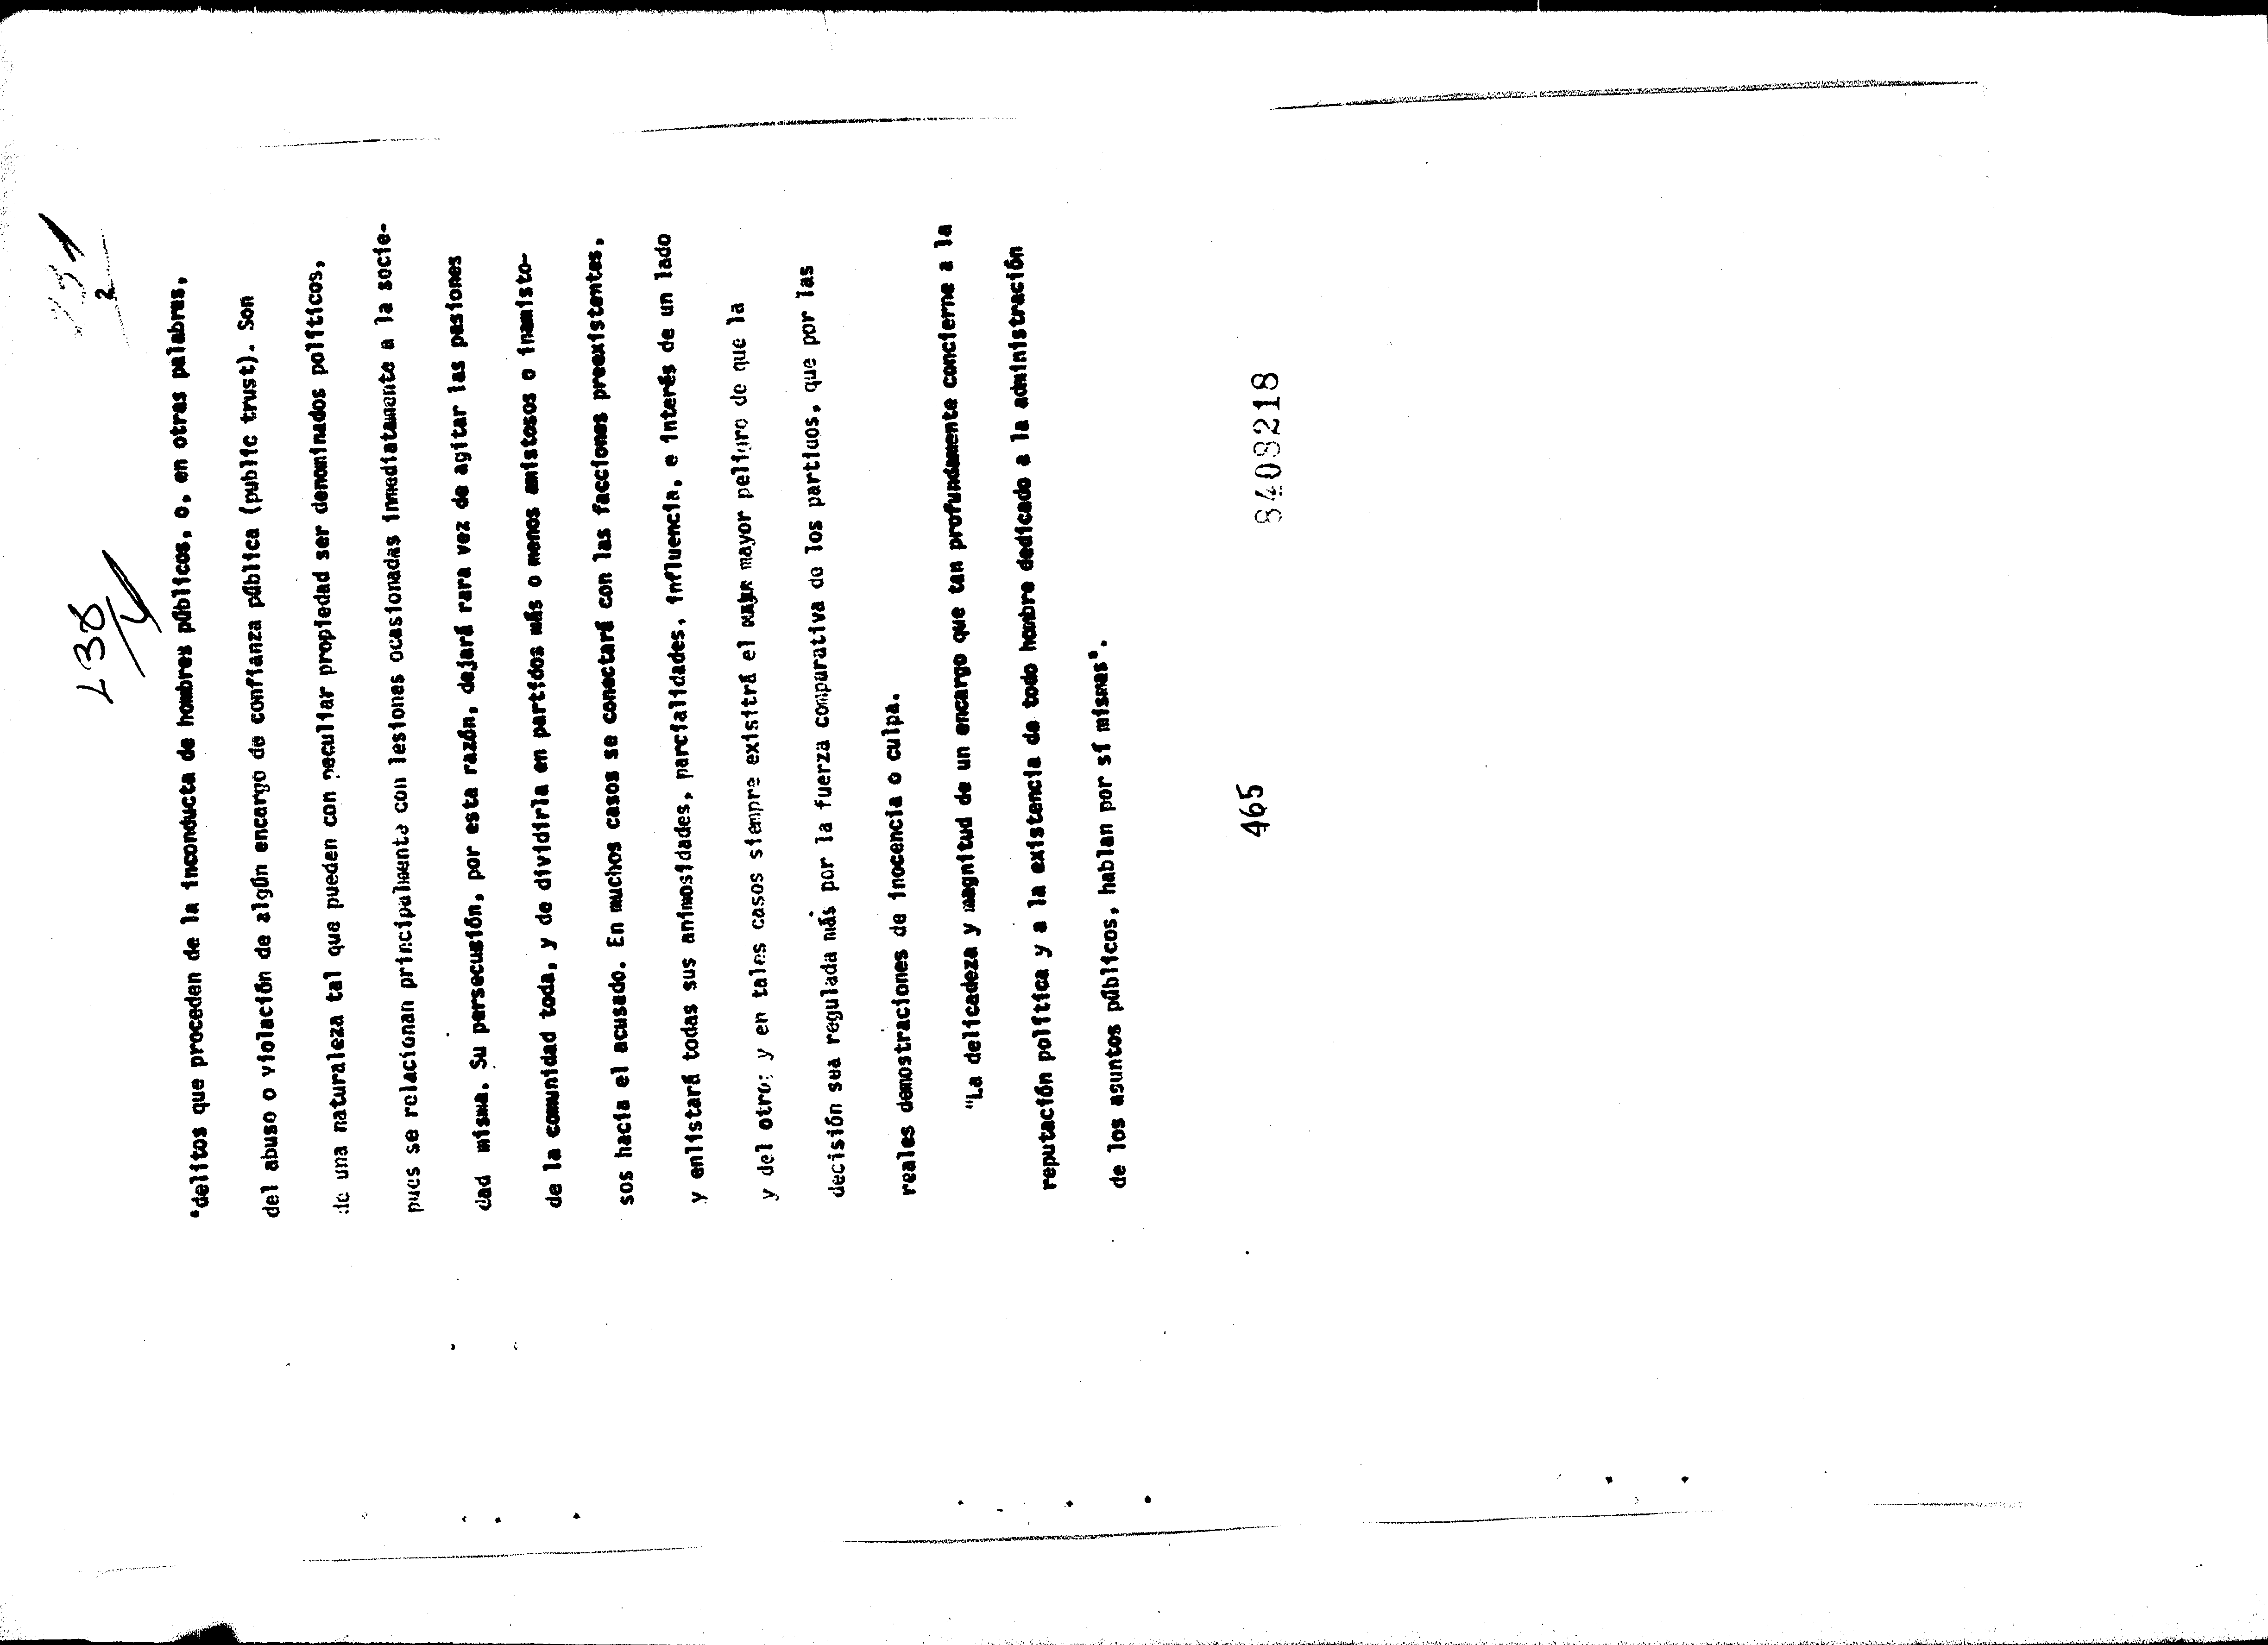 238
2
"delitos que proceden de la inconducta de hombres públicos, o, en otras palabras,
del abuso o violación de algún encargo de confianza pública (public trust). Son
de una naturaleza tal que pueden con peculiar propiedad ser denominados políticos,
pues se relacionan principalmente con lesiones ocasionadas inmediatamente a la socie-
dad misma. Su persecusión, por esta razón, dejará rara vez de agitar las pasiones
de la comunidad toda, y de dividirla en partidos más o menos amistosos o inamisto-
sos hacia el acusado. En muchos casos se conectará con las facciones preexistentes,
y enlistará todas sus animosidades, parcialidades, influencia, e interés de un lado
y del otro; y en tales casos siempre existirá el mayor peligro de que la
decisión sea regulada más por la fuerza comparativa de los partidos, que por las
reales demostraciones de inocencia o culpa.
"La delicadeza y magnitud de un encargo que tan profundamente concierne a la
reputación política y a la existencia de todo hombre dedicado a la administración
de los asuntos públicos, hablan por sí mismas".
465
8408218